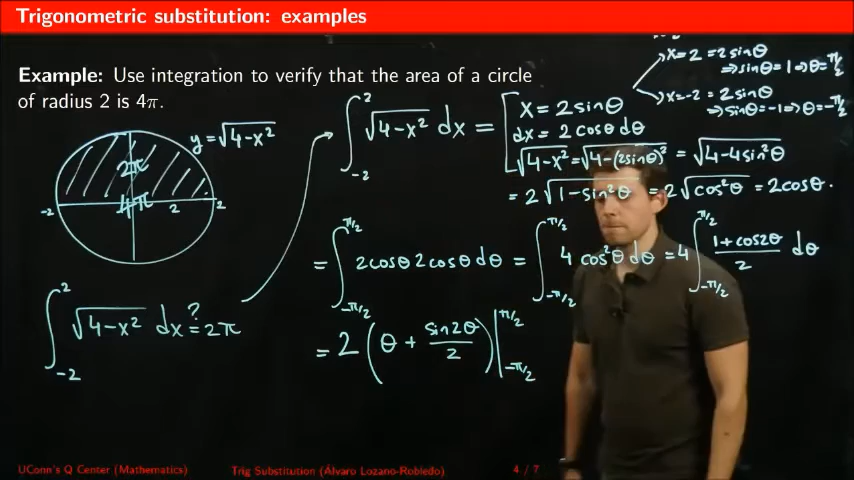 Trigonometric substitution: examples
Example: Use integration to verify that the area of a circle
of radius 2 is 4π.
x=2 = 2 sinθ
⇒ sinθ = 1 ⇒ θ = π/2
x=-2 = 2 sinθ
⇒ sinθ = -1 ⇒ θ = -π/2
y = √(4-x²)
2π
4π
-2 2 2
∫_{-2}^{2} √(4-x²) dx ?= 2π
∫_{-2}^{2} √(4-x²) dx = [ x = 2 sinθ
dx = 2 cosθ dθ
√(4-x²) = √(4-(2sinθ)²) = √(4-4sin²θ)
= 2√(1-sin²θ) = 2√(cos²θ) = 2cosθ.
= ∫_{-π/2}^{π/2} 2cosθ 2cosθ dθ = ∫_{-π/2}^{π/2} 4 cos²θ dθ = 4 ∫_{-π/2}^{π/2} (1+cos2θ)/2 dθ
= 2 (θ + sin2θ/2) |_{-π/2}^{π/2}
UConn's Q Center (Mathematics) Trig Substitution (Álvaro Lozano-Robledo) 4 / 7